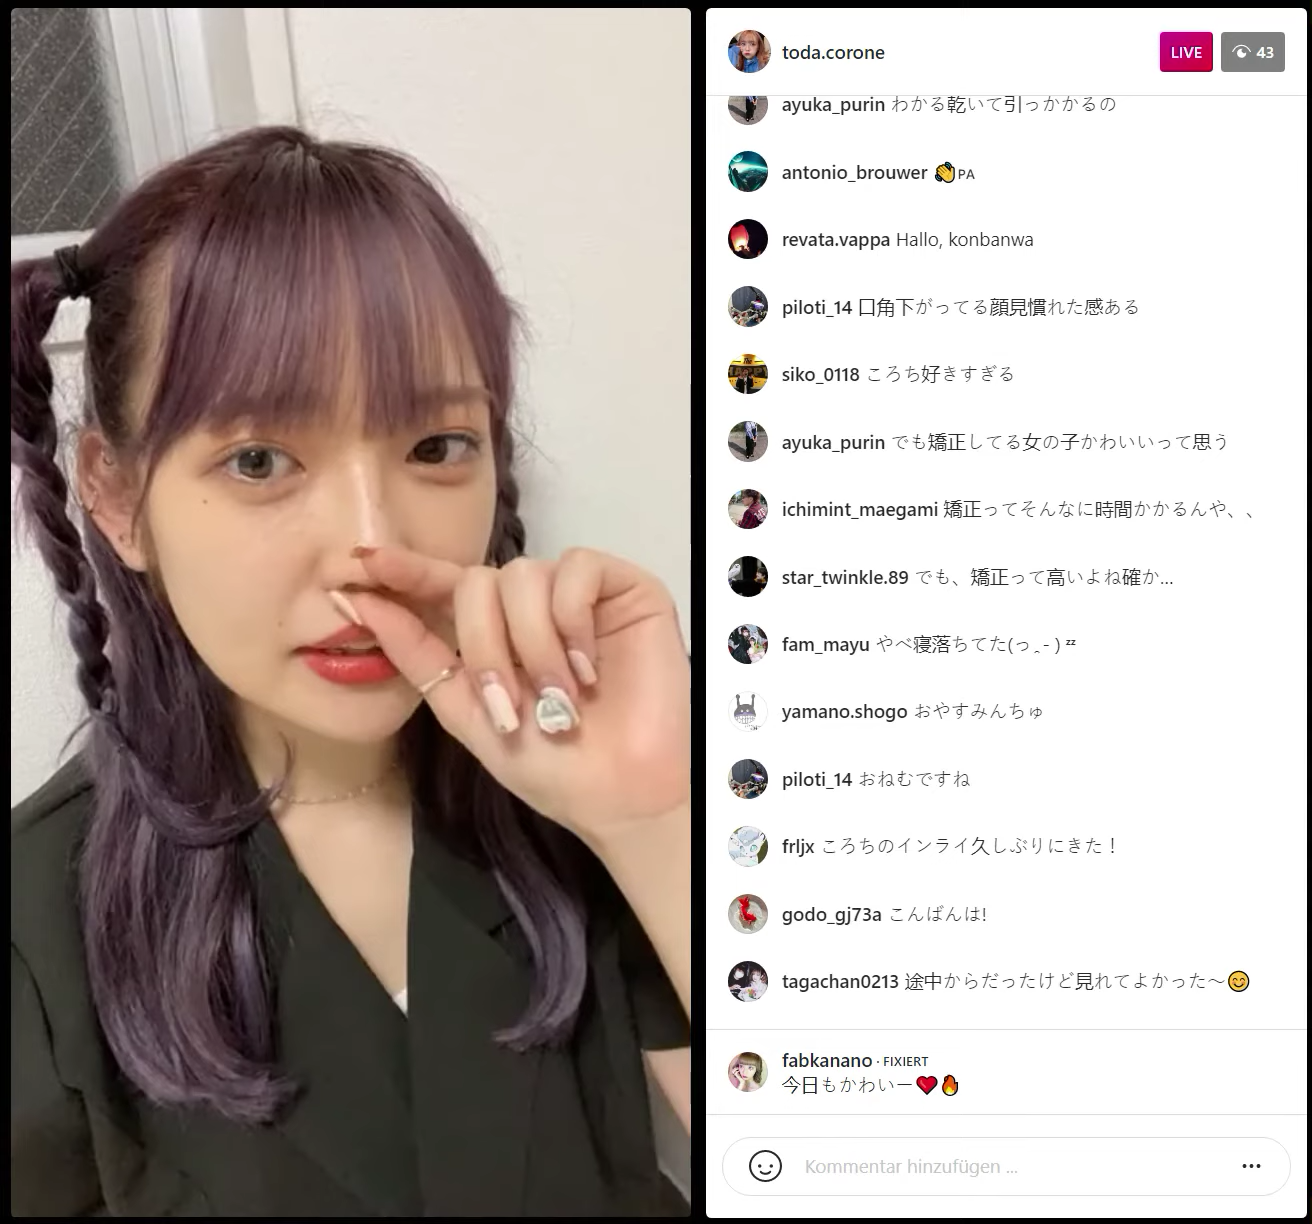 toda.corone
LIVE
43
ayuka_purin わかる乾いて引っかかるの
antonio_brouwer 👏PA
revata.vappa Hallo, konbanwa
piloti_14 口角下がってる顔見慣れた感ある
siko_0118 ころち好きすぎる
ayuka_purin でも矯正してる女の子かわいいって思う
ichimint_maegami 矯正ってそんなに時間かかるんや、、
star_twinkle.89 でも、矯正って高いよね確か...
fam_mayu やべ寝落ちてた(っ ̫ - ) ᶻᶻ
yamano.shogo おやすみんちゅ
piloti_14 おねむですね
frljx ころちのインライ久しぶりにきた！
godo_gj73a こんばんは!
tagachan0213 途中からだったけど見れてよかった〜😊
fabkanano · FIXIERT
今日もかわいー❤️🔥
Kommentar hinzufügen ...